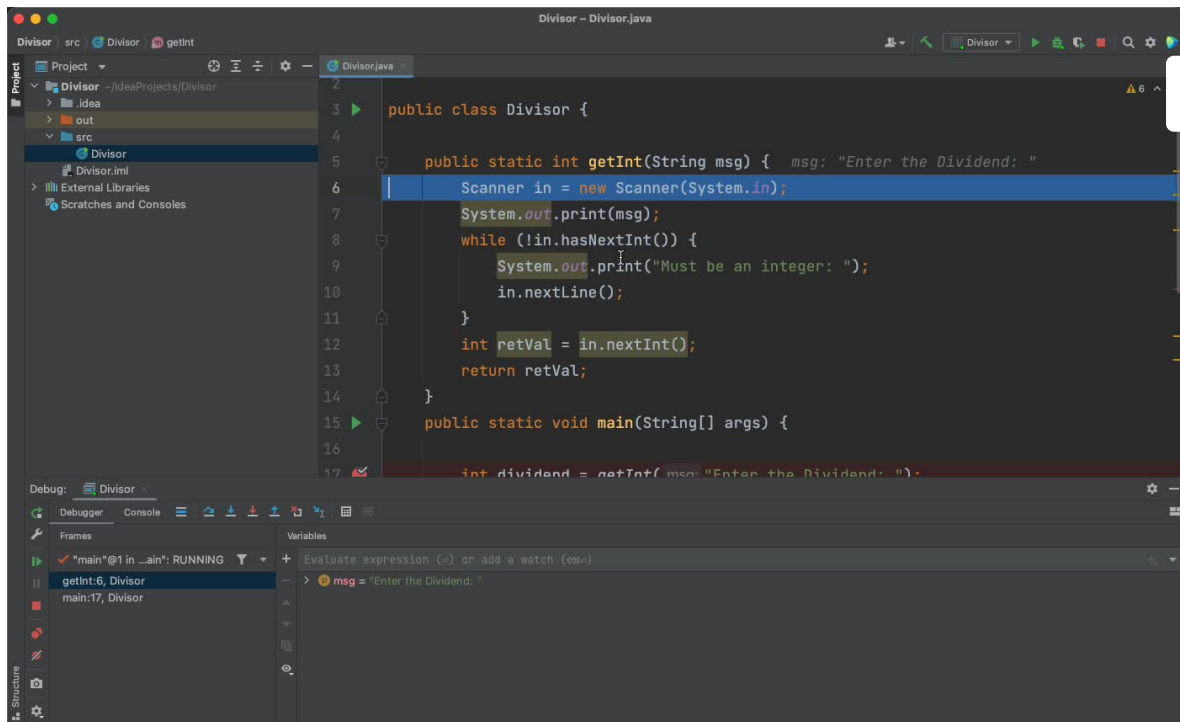 Divisor – Divisor.java
Divisor src Divisor getInt
Divisor
Project
Project
Divisor.java
Divisor ~/IdeaProjects/Divisor
.idea
out
src
Divisor
Divisor.iml
External Libraries
Scratches and Consoles
6
2
3 public class Divisor {
4
5 public static int getInt(String msg) { msg: "Enter the Dividend: "
6 Scanner in = new Scanner(System.in);
7 System.out.print(msg);
8 while (!in.hasNextInt()) {
9 System.out.print("Must be an integer: ");
10 in.nextLine();
11 }
12 int retVal = in.nextInt();
13 return retVal;
14 }
15 public static void main(String[] args) {
16
17 int dividend = getInt( msg: "Enter the Dividend: ");
Debug: Divisor
Debugger Console
Frames
Variables
"main"@1 in ...ain": RUNNING
Evaluate expression (⏎) or add a watch
getInt:6, Divisor
main:17, Divisor
msg = "Enter the Dividend: "
Structure